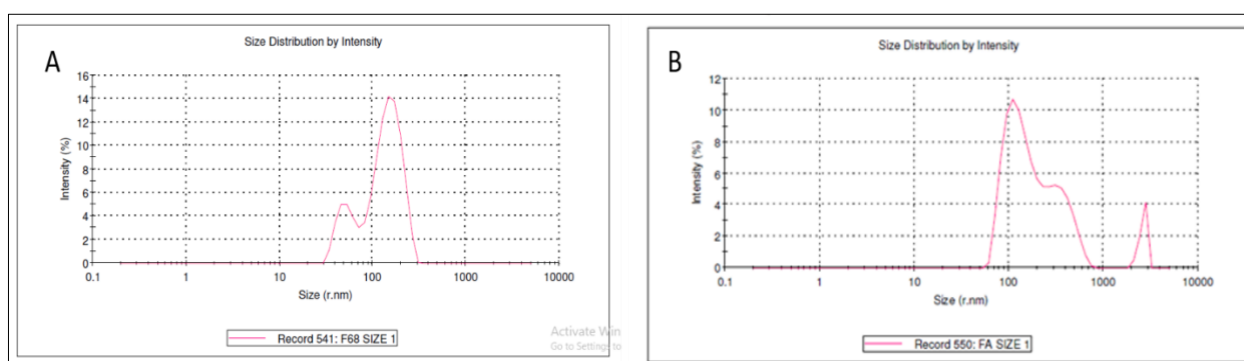 A
Size Distribution by Intensity
16
14
12
10
8
6
4
2
0
Intensity (%)
0.1 1 10 100 1000 10000
Size (r.nm)
Record 541: F68 SIZE 1
Activate Win
Go to Settings to
B
Size Distribution by Intensity
12
10
8
6
4
2
0
Intensity (%)
0.1 1 10 100 1000 10000
Size (r.nm)
Record 550: FA SIZE 1